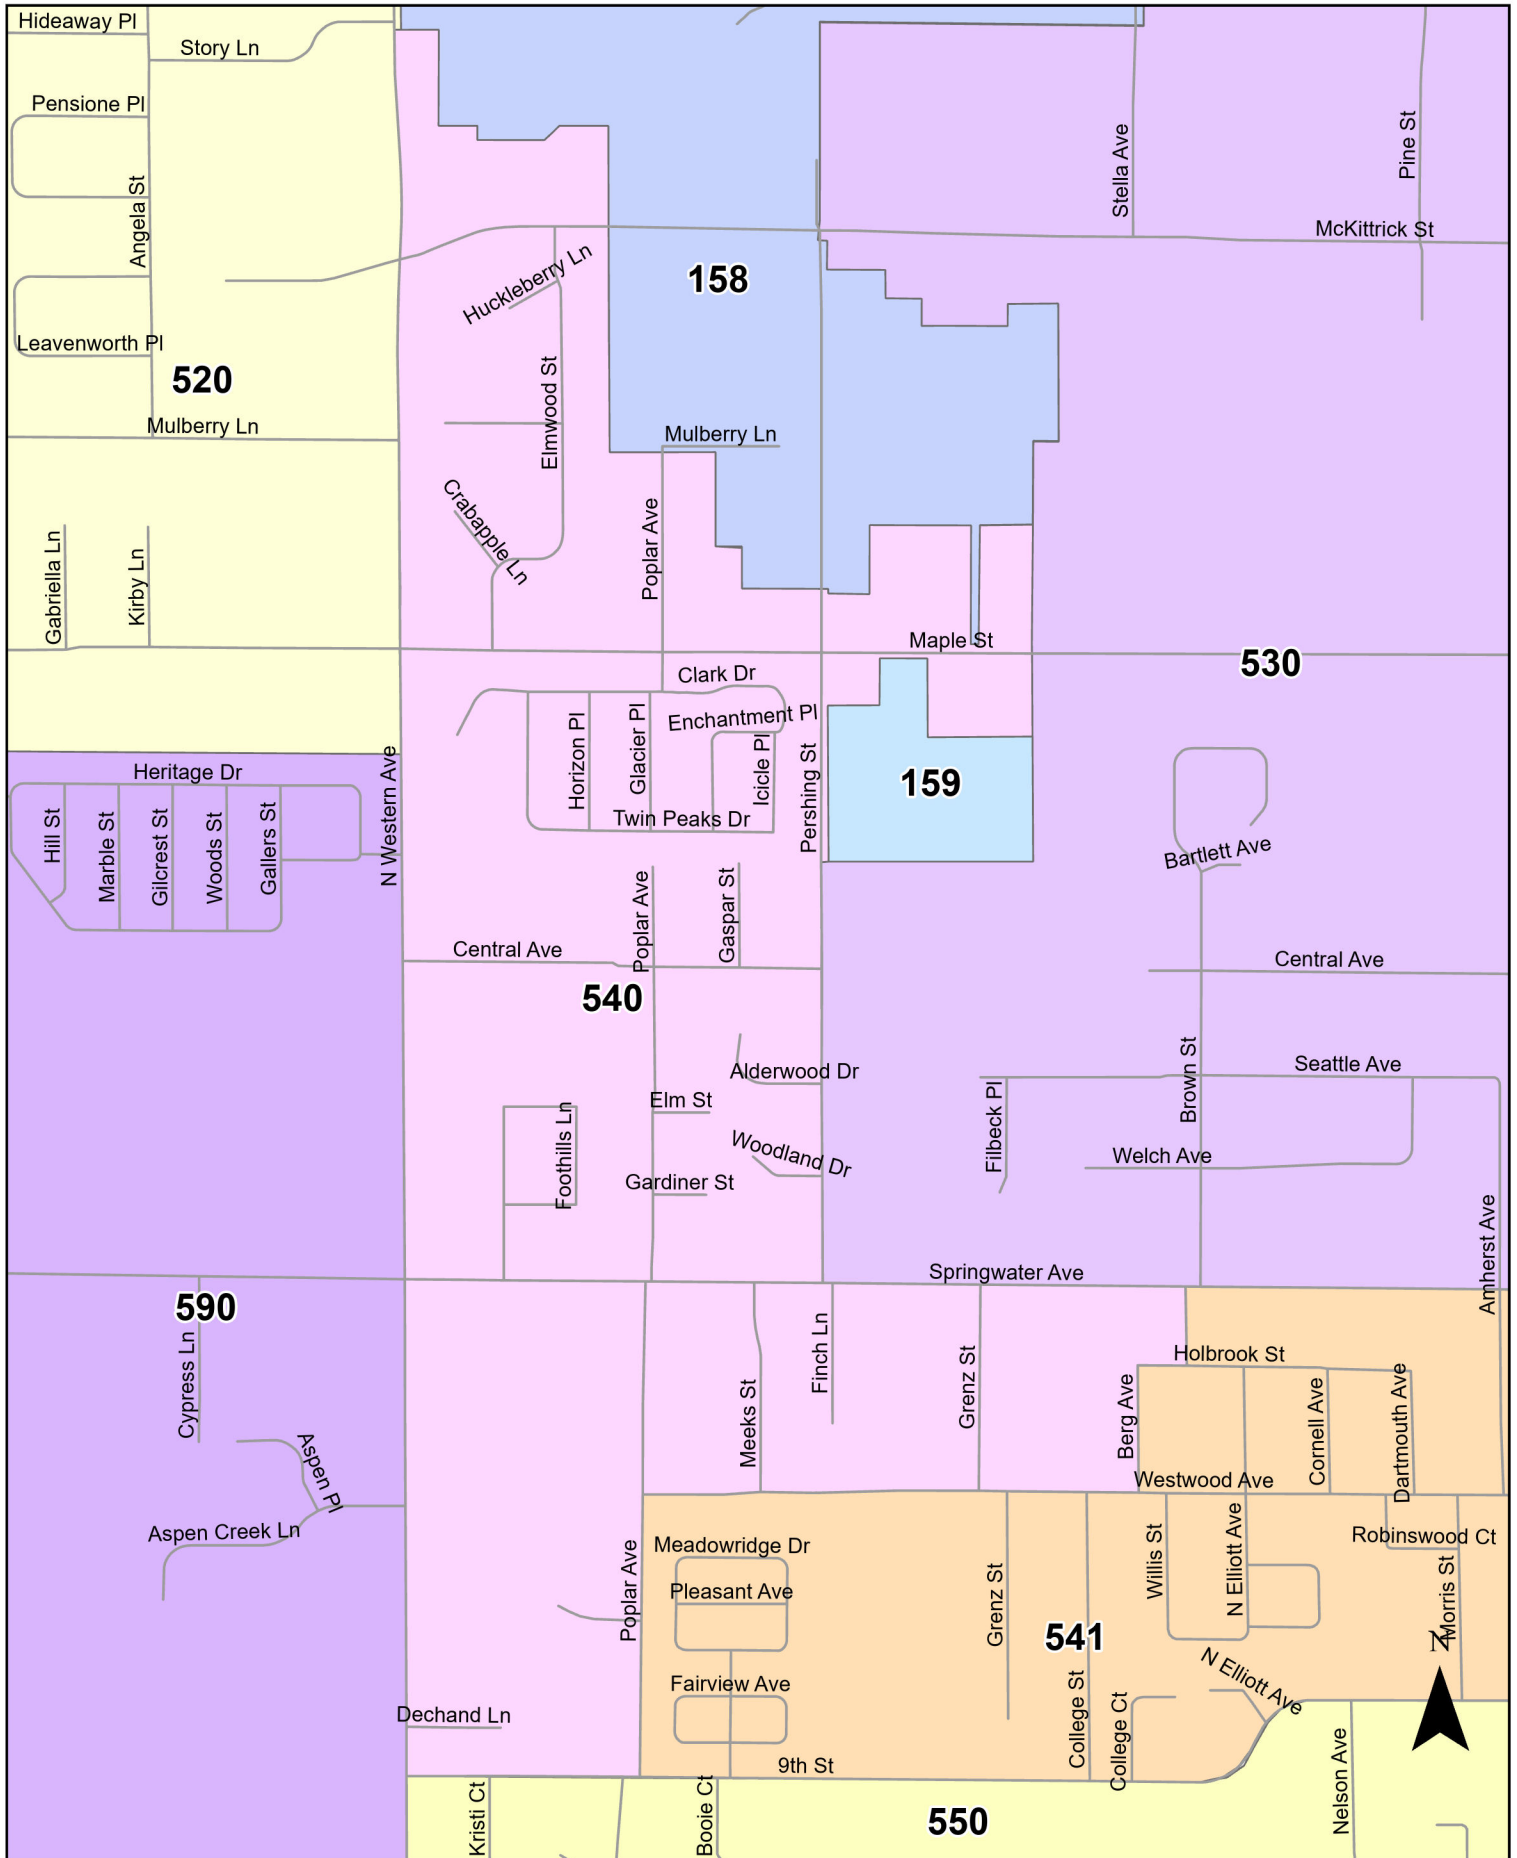 Hideaway Pl
Story Ln
Pensione Pl
Angela St
Stella Ave
Pine St
McKittrick St
Huckleberry Ln
158
Leavenworth Pl
520
Elmwood St
Mulberry Ln
Mulberry Ln
Crabapple Ln
Poplar Ave
Gabriella Ln
Kirby Ln
Maple St
530
Clark Dr
Enchantment Pl
Horizon Pl
Glacier Pl
Icicle Pl
Pershing St
159
Twin Peaks Dr
N Western Ave
Heritage Dr
Hill St
Marble St
Gilcrest St
Woods St
Gallers St
Bartlett Ave
Poplar Ave
Gaspar St
Central Ave
Central Ave
540
Alderwood Dr
Brown St
Seattle Ave
Elm St
Foothills Ln
Woodland Dr
Filbeck Pl
Welch Ave
Gardiner St
Amherst Ave
Springwater Ave
590
Cypress Ln
Meeks St
Finch Ln
Grenz St
Holbrook St
Berg Ave
Cornell Ave
Dartmouth Ave
Westwood Ave
Aspen Pl
Aspen Creek Ln
Poplar Ave
Meadowridge Dr
Pleasant Ave
Grenz St
541
Willis St
N Elliott Ave
Robinswood Ct
Morris St
N
N Elliott Ave
Fairview Ave
College St
College Ct
Dechand Ln
9th St
Kristi Ct
Booie Ct
550
Nelson Ave